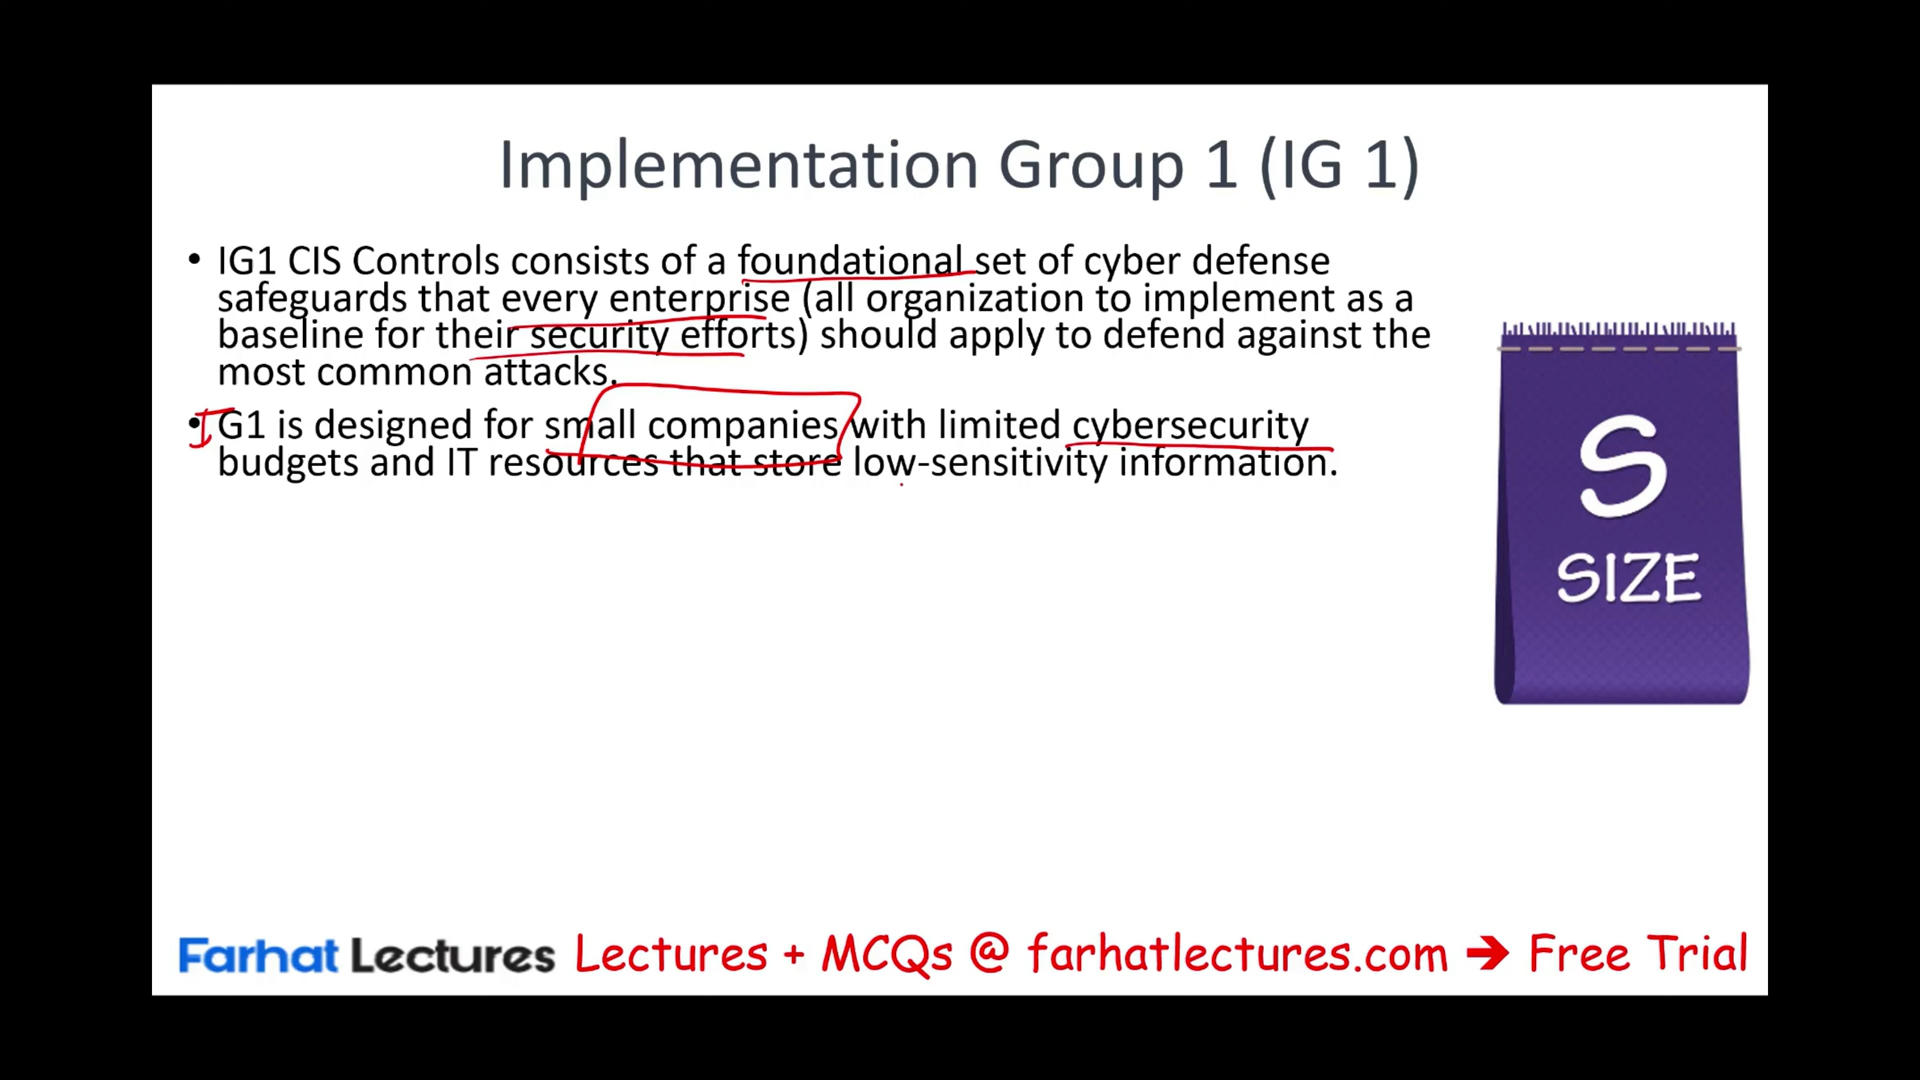 Implementation Group 1 (IG 1)
• IG1 CIS Controls consists of a foundational set of cyber defense
safeguards that every enterprise (all organization to implement as a
baseline for their security efforts) should apply to defend against the
most common attacks.
• IG1 is designed for small companies with limited cybersecurity
budgets and IT resources that store low-sensitivity information.
S
SIZE
Farhat Lectures Lectures + MCQs @ farhatlectures.com ➔ Free Trial